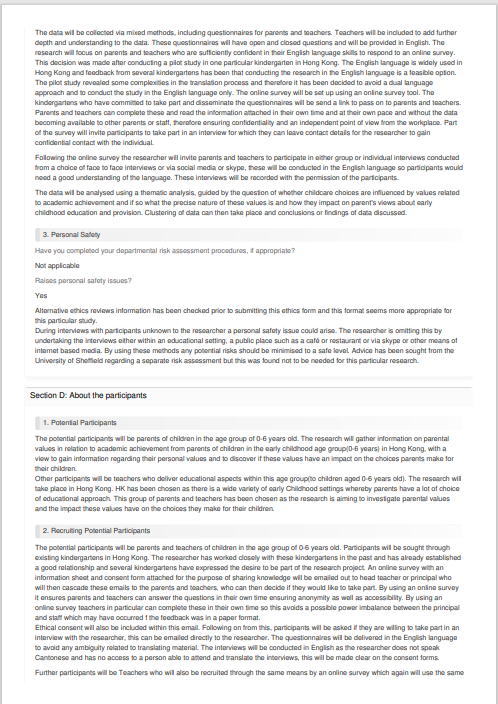 The data will be collected via mixed methods, including questionnaires for parents and teachers. Teachers will be included to add further
depth and understanding to the data. These questionnaires will have open and closed questions and will be provided in English. The
research will focus on parents and teachers who are sufficiently confident in their English language skills to respond to an online survey.
This decision was made after conducting a pilot study in one particular kindergarten in Hong Kong. The English language is widely used in
Hong Kong and feedback from several kindergartens has been that conducting the research in the English language is a feasible option.
The pilot study revealed some complexities in the translation process and therefore it has been decided to avoid a dual language
approach and to conduct the study in the English language only. The online survey will be set up using an online survey tool. The
kindergartens who have committed to take part and disseminate the questionnaires will be send a link to pass on to parents and teachers.
Parents and teachers can complete these and read the information attached in their own time and at their own pace and without the data
becoming available to other parents or staff, therefore ensuring confidentiality and an independent point of view from the workplace. Part
of the survey will invite participants to take part in an interview for which they can leave contact details for the researcher to gain
confidential contact with the individual.
Following the online survey the researcher will invite parents and teachers to participate in either group or individual interviews conducted
from a choice of face to face interviews or via social media or skype, these will be conducted in the English language so participants would
need a good understanding of the language. These interviews will be recorded with the permission of the participants.
The data will be analysed using a thematic analysis, guided by the question of whether childcare choices are influenced by values related
to academic achievement and if so what the precise nature of these values is and how they impact on parent's views about early
childhood education and provision. Clustering of data can then take place and conclusions or findings of data discussed.
3. Personal Safety
Have you completed your departmental risk assessment procedures, if appropriate?
Not applicable
Raises personal safety issues?
Yes
Alternative ethics reviews information has been checked prior to submitting this ethics form and this format seems more appropriate for
this particular study.
During interviews with participants unknown to the researcher a personal safety issue could arise. The researcher is omitting this by
undertaking the interviews either within an educational setting, a public place such as a café or restaurant or via skype or other means of
internet based media. By using these methods any potential risks should be minimised to a safe level. Advice has been sought from the
University of Sheffield regarding a separate risk assessment but this was found not to be needed for this particular research.
Section D: About the participants
1. Potential Participants
The potential participants will be parents of children in the age group of 0-6 years old. The research will gather information on parental
values in relation to academic achievement from parents of children in the early childhood age group(0-6 years) in Hong Kong, with a
view to gain information regarding their personal values and to discover if these values have an impact on the choices parents make for
their children.
Other participants will be teachers who deliver educational aspects within this age group(to children aged 0-6 years old). The research will
take place in Hong Kong. HK has been chosen as there is a wide variety of early Childhood settings whereby parents have a lot of choice
of educational approach. This group of parents and teachers has been chosen as the research is aiming to investigate parental values
and the impact these values have on the choices they make for their children.
2. Recruiting Potential Participants
The potential participants will be parents and teachers of children in the age group of 0-6 years old. Participants will be sought through
existing kindergartens in Hong Kong. The researcher has worked closely with these kindergartens in the past and has already established
a good relationship and several kindergartens have expressed the desire to be part of the research project. An online survey with an
information sheet and consent form attached for the purpose of sharing knowledge will be emailed out to head teacher or principal who
will then cascade these emails to the parents and teachers, who can then decide if they would like to take part. By using an online survey
it ensures parents and teachers can answer the questions in their own time ensuring anonymity as well as accessibility. By using an
online survey teachers in particular can complete these in their own time so this avoids a possible power imbalance between the principal
and staff which may have occurred f the feedback was in a paper format.
Ethical consent will also be included within this email. Following on from this, participants will be asked if they are willing to take part in an
interview with the researcher, this can be emailed directly to the researcher. The questionnaires will be delivered in the English language
to avoid any ambiguity related to translating material. The interviews will be conducted in English as the researcher does not speak
Cantonese and has no access to a person able to attend and translate the interviews, this will be made clear on the consent forms.
Further participants will be Teachers who will also be recruited through the same means by an online survey which again will use the same